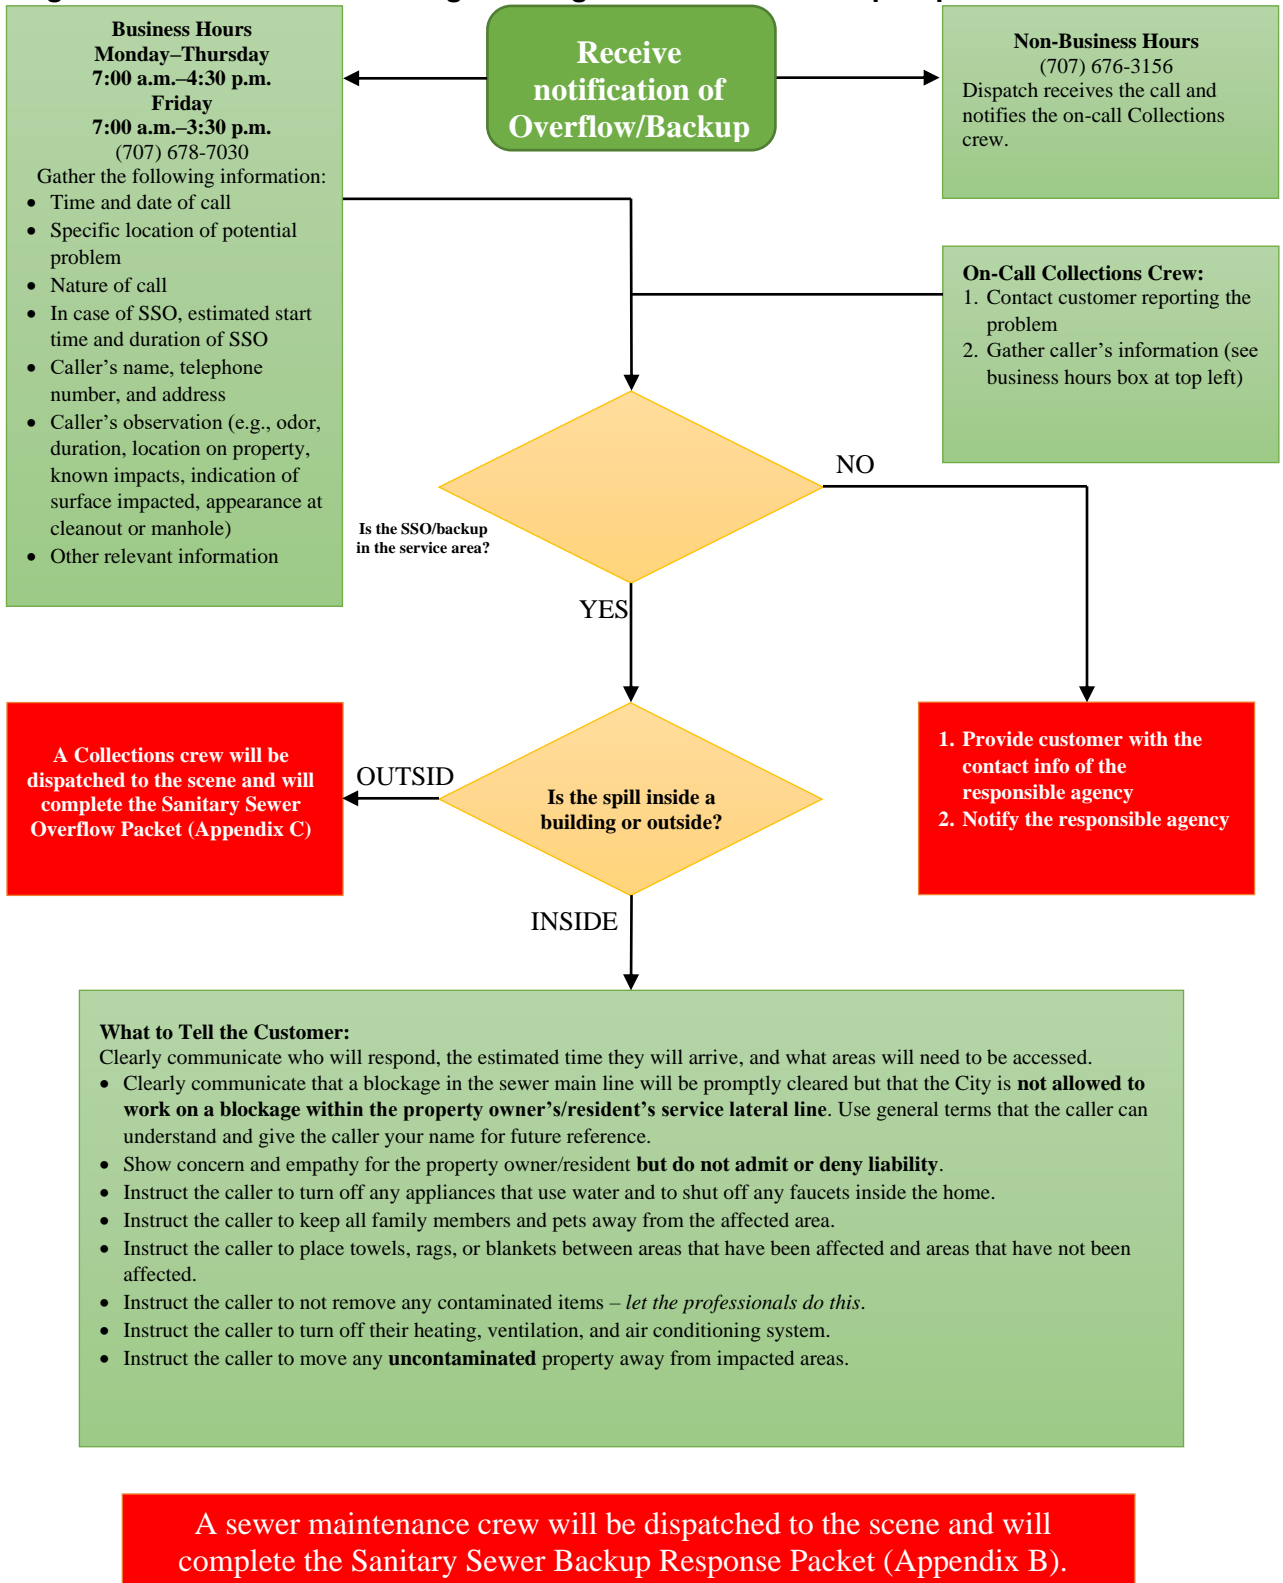 Receive
notification of
Overflow/Backup
Business Hours
Monday–Thursday
7:00 a.m.–4:30 p.m.
Friday
7:00 a.m.–3:30 p.m.
(707) 678-7030
Gather the following information:
• Time and date of call
• Specific location of potential
problem
• Nature of call
• In case of SSO, estimated start
time and duration of SSO
• Caller’s name, telephone
number, and address
• Caller’s observation (e.g., odor,
duration, location on property,
known impacts, indication of
surface impacted, appearance at
cleanout or manhole)
• Other relevant information
Non-Business Hours
(707) 676-3156
Dispatch receives the call and
notifies the on-call Collections
crew.
On-Call Collections Crew:
1. Contact customer reporting the
problem
2. Gather caller’s information (see
business hours box at top left)
Is the SSO/backup
in the service area?
NO
YES
1. Provide customer with the
contact info of the
responsible agency
2. Notify the responsible agency
Is the spill inside a
building or outside?
OUTSID
A Collections crew will be
dispatched to the scene and will
complete the Sanitary Sewer
Overflow Packet (Appendix C)
INSIDE
What to Tell the Customer:
Clearly communicate who will respond, the estimated time they will arrive, and what areas will need to be accessed.
• Clearly communicate that a blockage in the sewer main line will be promptly cleared but that the City is not allowed to
work on a blockage within the property owner’s/resident’s service lateral line. Use general terms that the caller can
understand and give the caller your name for future reference.
• Show concern and empathy for the property owner/resident but do not admit or deny liability.
• Instruct the caller to turn off any appliances that use water and to shut off any faucets inside the home.
• Instruct the caller to keep all family members and pets away from the affected area.
• Instruct the caller to place towels, rags, or blankets between areas that have been affected and areas that have not been
affected.
• Instruct the caller to not remove any contaminated items – let the professionals do this.
• Instruct the caller to turn off their heating, ventilation, and air conditioning system.
• Instruct the caller to move any uncontaminated property away from impacted areas.
A sewer maintenance crew will be dispatched to the scene and will
complete the Sanitary Sewer Backup Response Packet (Appendix B).